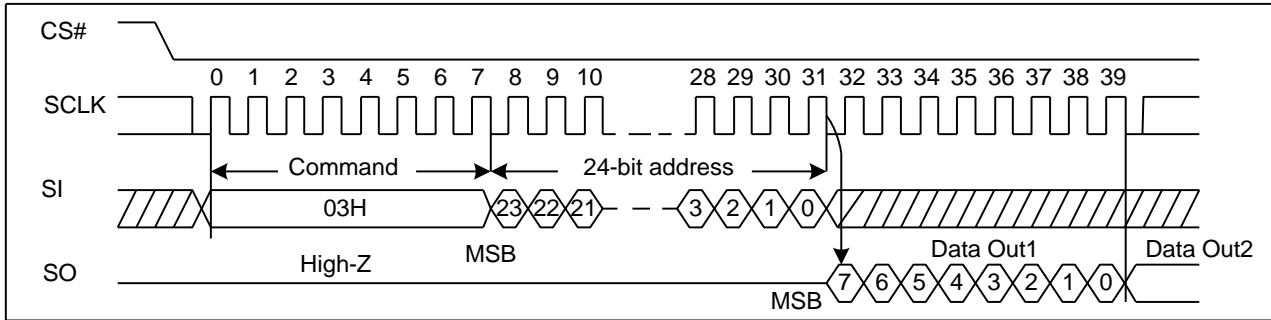 CS#
0 1 2 3 4 5 6 7 8 9 10 28 29 30 31 32 33 34 35 36 37 38 39
SCLK
Command 24-bit address
SI
03H 23 22 21 3 2 1 0
High-Z MSB Data Out1 Data Out2
SO
MSB 7 6 5 4 3 2 1 0